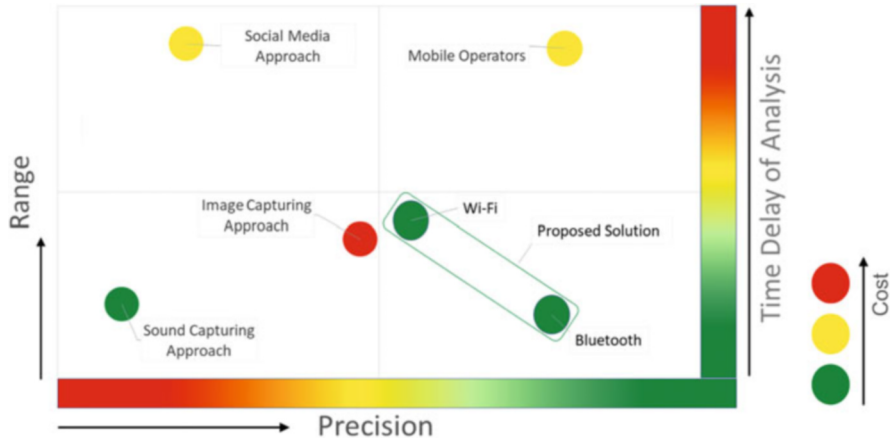 Social Media
Approach
Mobile Operators
Range
Image Capturing
Approach
Wi-Fi
Proposed Solution
Sound Capturing
Approach
Bluetooth
Precision
Time Delay of Analysis
Cost